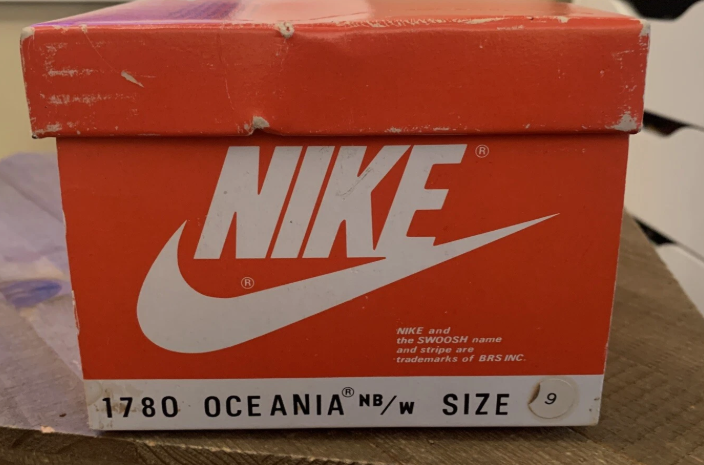 NIKE®
®
NIKE and
the SWOOSH name
and stripe are
trademarks of BRS INC.
1780 OCEANIA® NB/W SIZE 9